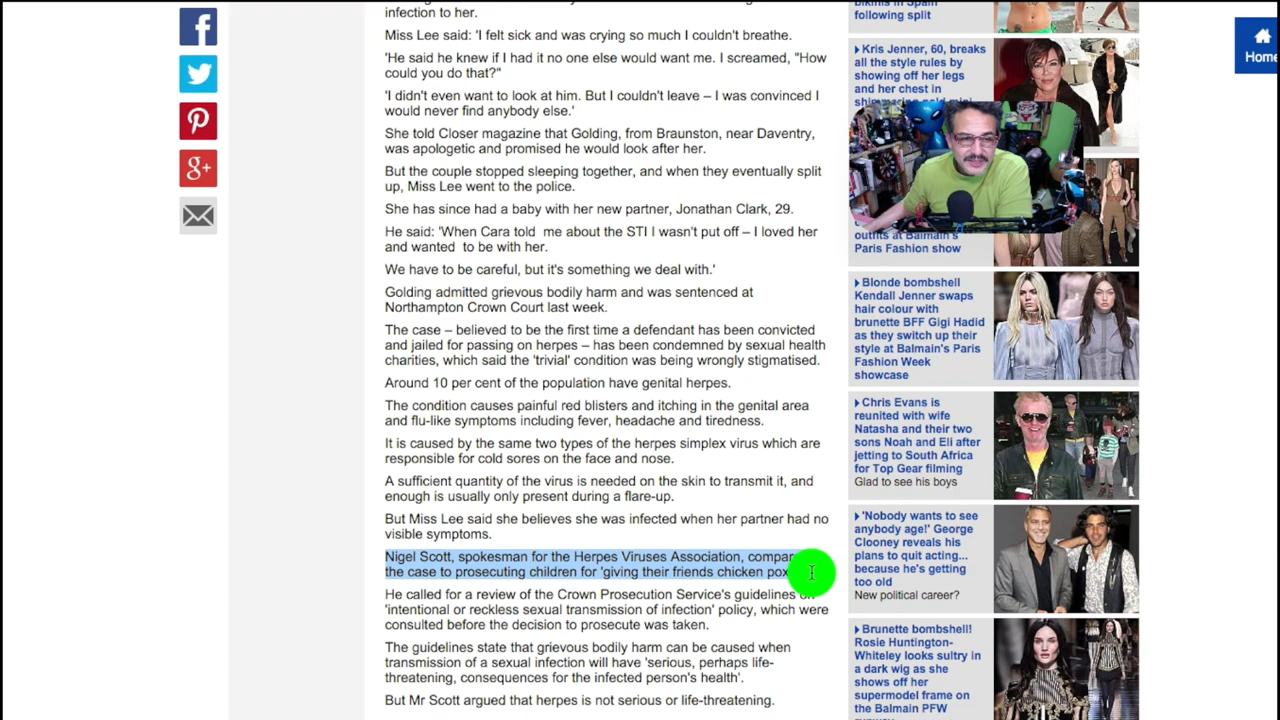 infection to her.
Miss Lee said: 'I felt sick and was crying so much I couldn't breathe.
'He said he knew if I had it no one else would want me. I screamed, "How
could you do that?"
'I didn't even want to look at him. But I couldn't leave – I was convinced I
would never find anybody else.'
She told Closer magazine that Golding, from Braunston, near Daventry,
was apologetic and promised he would look after her.
But the couple stopped sleeping together, and when they eventually split
up, Miss Lee went to the police.
She has since had a baby with her new partner, Jonathan Clark, 29.
He said: 'When Cara told me about the STI I wasn't put off – I loved her
and wanted to be with her.
We have to be careful, but it's something we deal with.'
Golding admitted grievous bodily harm and was sentenced at
Northampton Crown Court last week.
The case – believed to be the first time a defendant has been convicted
and jailed for passing on herpes – has been condemned by sexual health
charities, which said the 'trivial' condition was being wrongly stigmatised.
Around 10 per cent of the population have genital herpes.
The condition causes painful red blisters and itching in the genital area
and flu-like symptoms including fever, headache and tiredness.
It is caused by the same two types of the herpes simplex virus which are
responsible for cold sores on the face and nose.
A sufficient quantity of the virus is needed on the skin to transmit it, and
enough is usually only present during a flare-up.
But Miss Lee said she believes she was infected when her partner had no
visible symptoms.
Nigel Scott, spokesman for the Herpes Viruses Association,
the case to prosecuting children for 'giving their friends chicken pox
He called for a review of the Crown Prosecution Service's guidelines on
'intentional or reckless sexual transmission of infection' policy, which were
consulted before the decision to prosecute was taken.
The guidelines state that grievous bodily harm can be caused when
transmission of a sexual infection will have 'serious, perhaps life-
threatening, consequences for the infected person's health'.
But Mr Scott argued that herpes is not serious or life-threatening.
bikinis in Spain
following split
Kris Jenner, 60, breaks
all the style rules by
showing off her legs
and her chest in
outfits at Balmain's
Paris Fashion show
Blonde bombshell
Kendall Jenner swaps
hair colour with
brunette BFF Gigi Hadid
as they switch up their
style at Balmain's Paris
Fashion Week
showcase
Chris Evans is
reunited with wife
Natasha and their two
sons Noah and Eli after
jetting to South Africa
for Top Gear filming
Glad to see his boys
'Nobody wants to see
anybody age!' George
Clooney reveals his
plans to quit acting...
because he's getting
too old
New political career?
Brunette bombshell!
Rosie Huntington-
Whiteley looks sultry in
a dark wig as she
shows off her
supermodel frame on
the Balmain PFW
Home